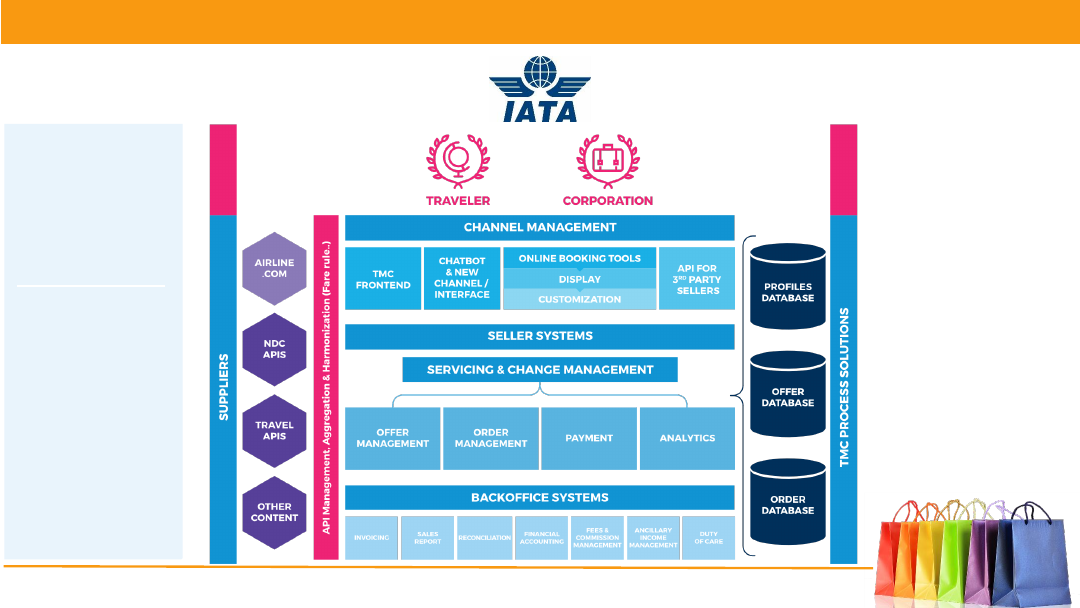 IATA
TRAVELER
CORPORATION
SUPPLIERS
AIRLINE
.COM
NDC
APIS
TRAVEL
APIS
OTHER
CONTENT
API Management, Aggregation & Harmonization (Fare rule..)
CHANNEL MANAGEMENT
TMC
FRONTEND
CHATBOT
& NEW
CHANNEL /
INTERFACE
ONLINE BOOKING TOOLS
DISPLAY
CUSTOMIZATION
API FOR
3RD PARTY
SELLERS
SELLER SYSTEMS
SERVICING & CHANGE MANAGEMENT
OFFER
MANAGEMENT
ORDER
MANAGEMENT
PAYMENT
ANALYTICS
BACKOFFICE SYSTEMS
INVOICING
SALES
REPORT
RECONCILIATION
FINANCIAL
ACCOUNTING
FEES &
COMMISSION
MANAGEMENT
ANCILLARY
INCOME
MANAGEMENT
DUTY
OF CARE
PROFILES
DATABASE
OFFER
DATABASE
ORDER
DATABASE
TMC PROCESS SOLUTIONS